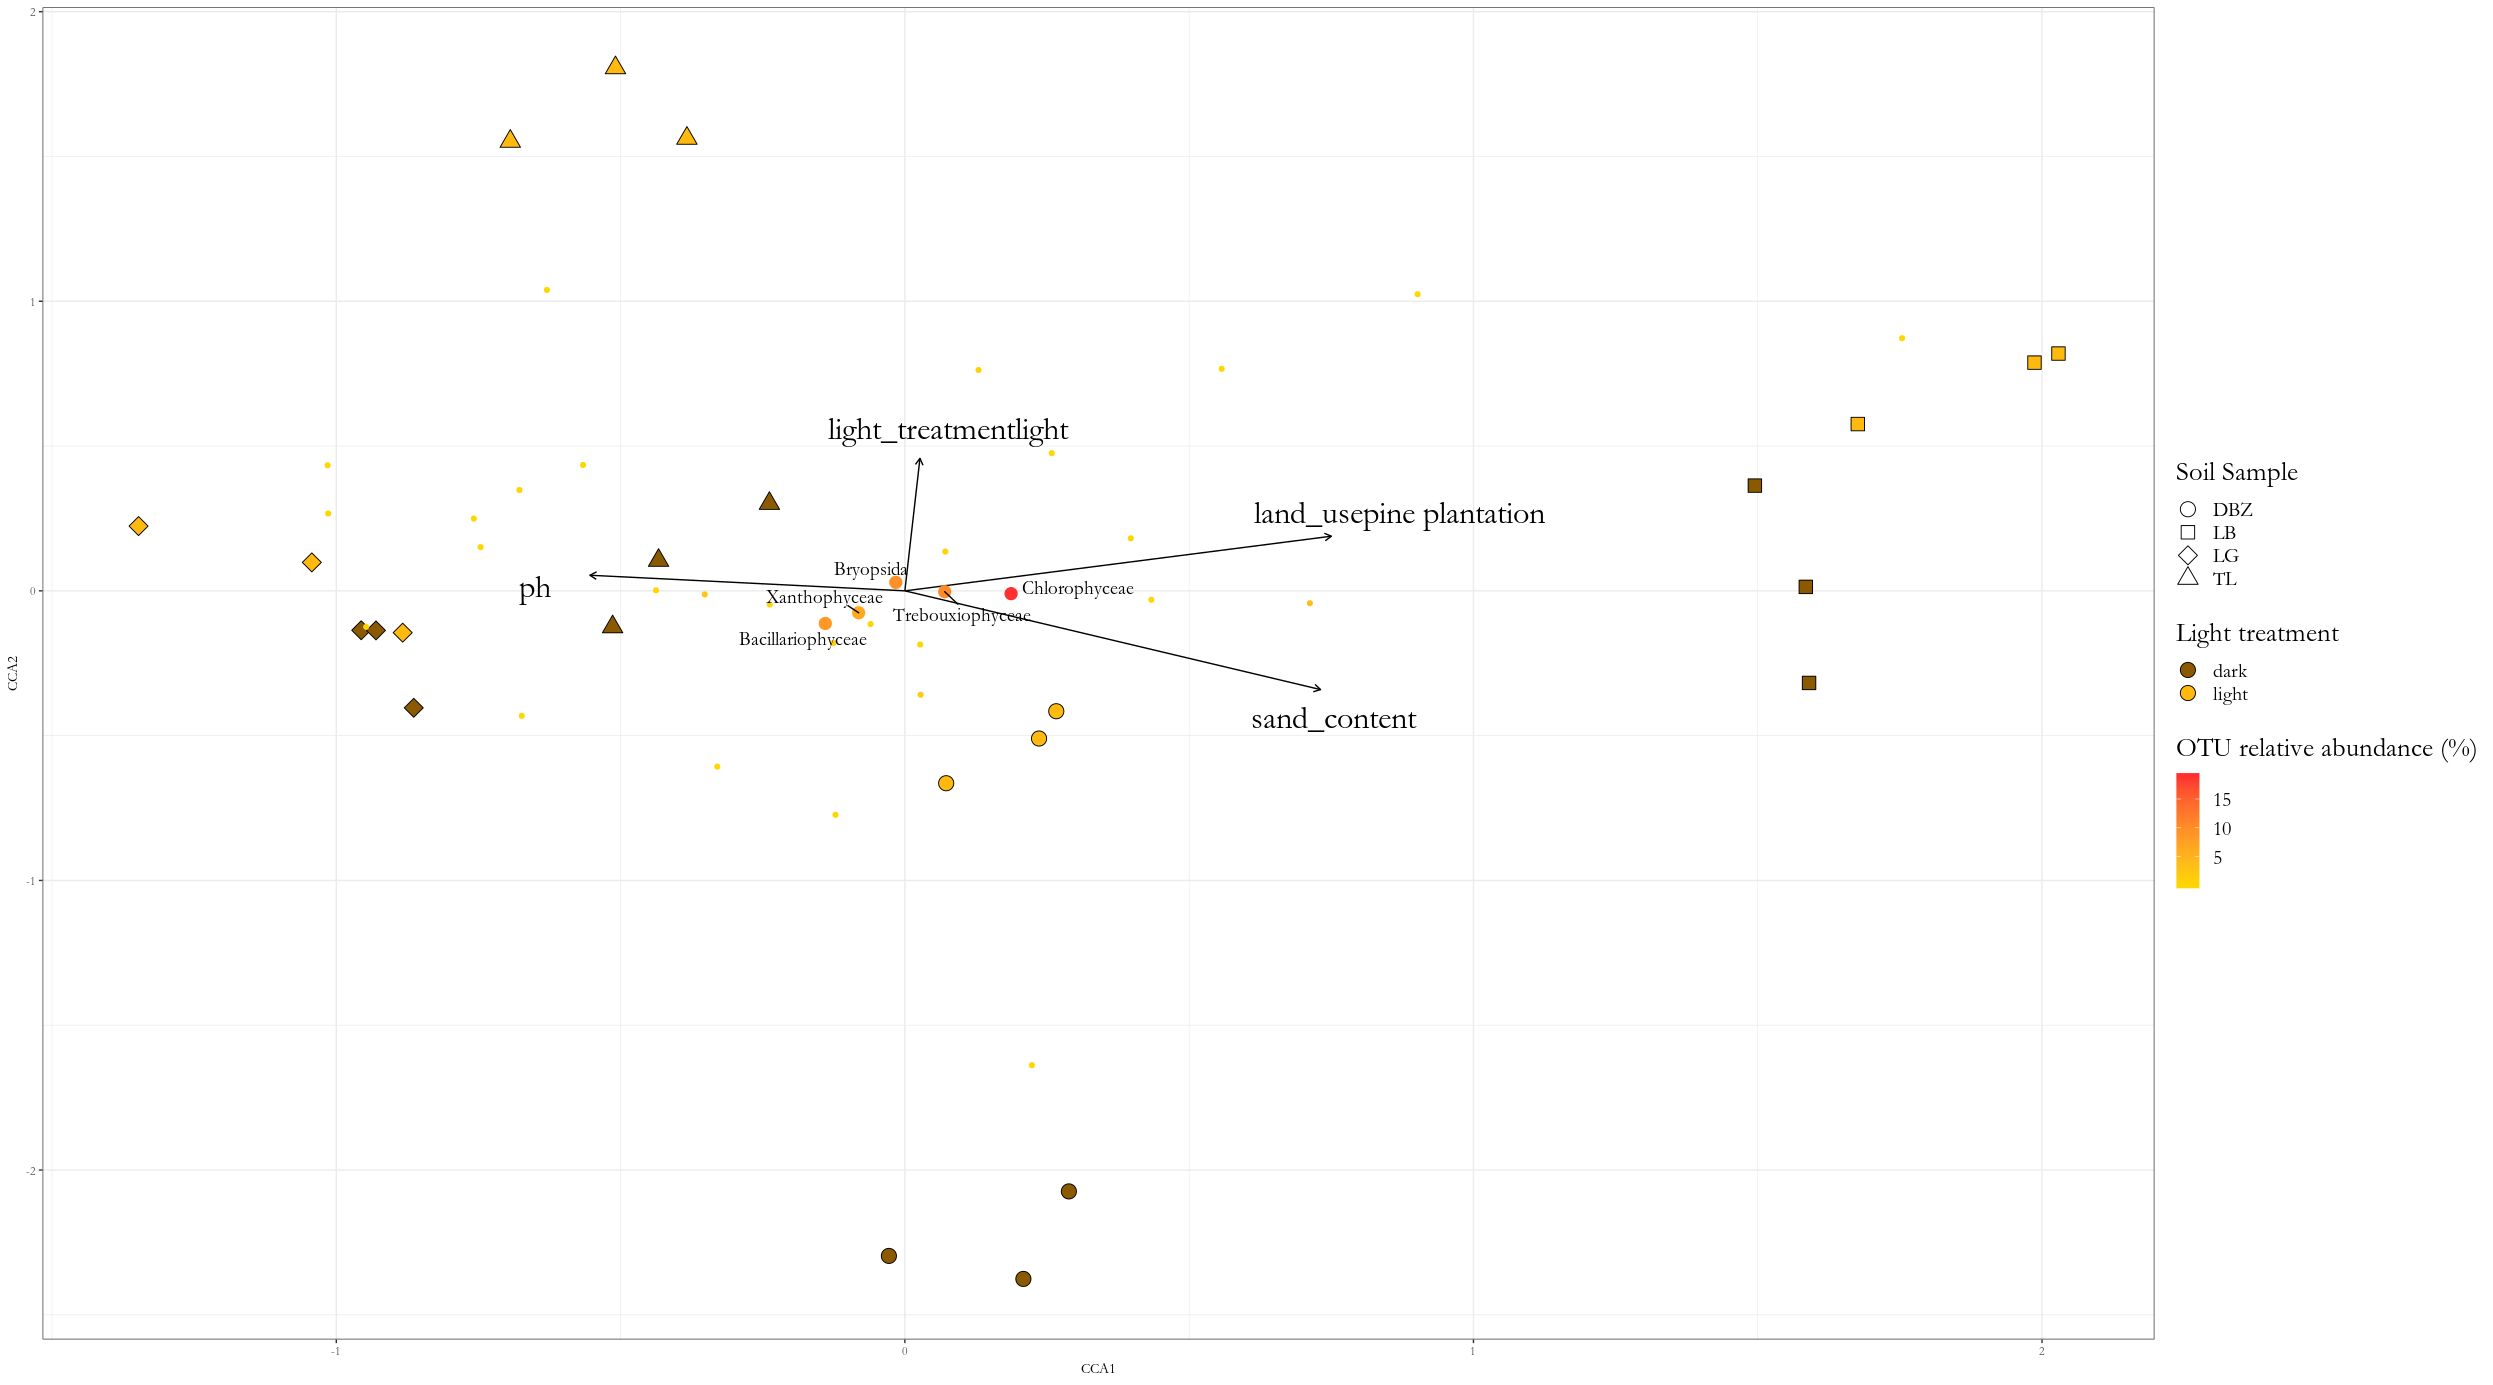 2
1
0
-1
-2
CCA2
light_treatmentlight
land_usepine plantation
ph
sand_content
Bryopsida
Xanthophyceae
Chlorophyceae
Trebouxiophyceae
Bacillariophyceae
-1
0
1
2
CCA1
Soil Sample
DBZ
LB
LG
TL
Light treatment
dark
light
OTU relative abundance (%)
15
10
5